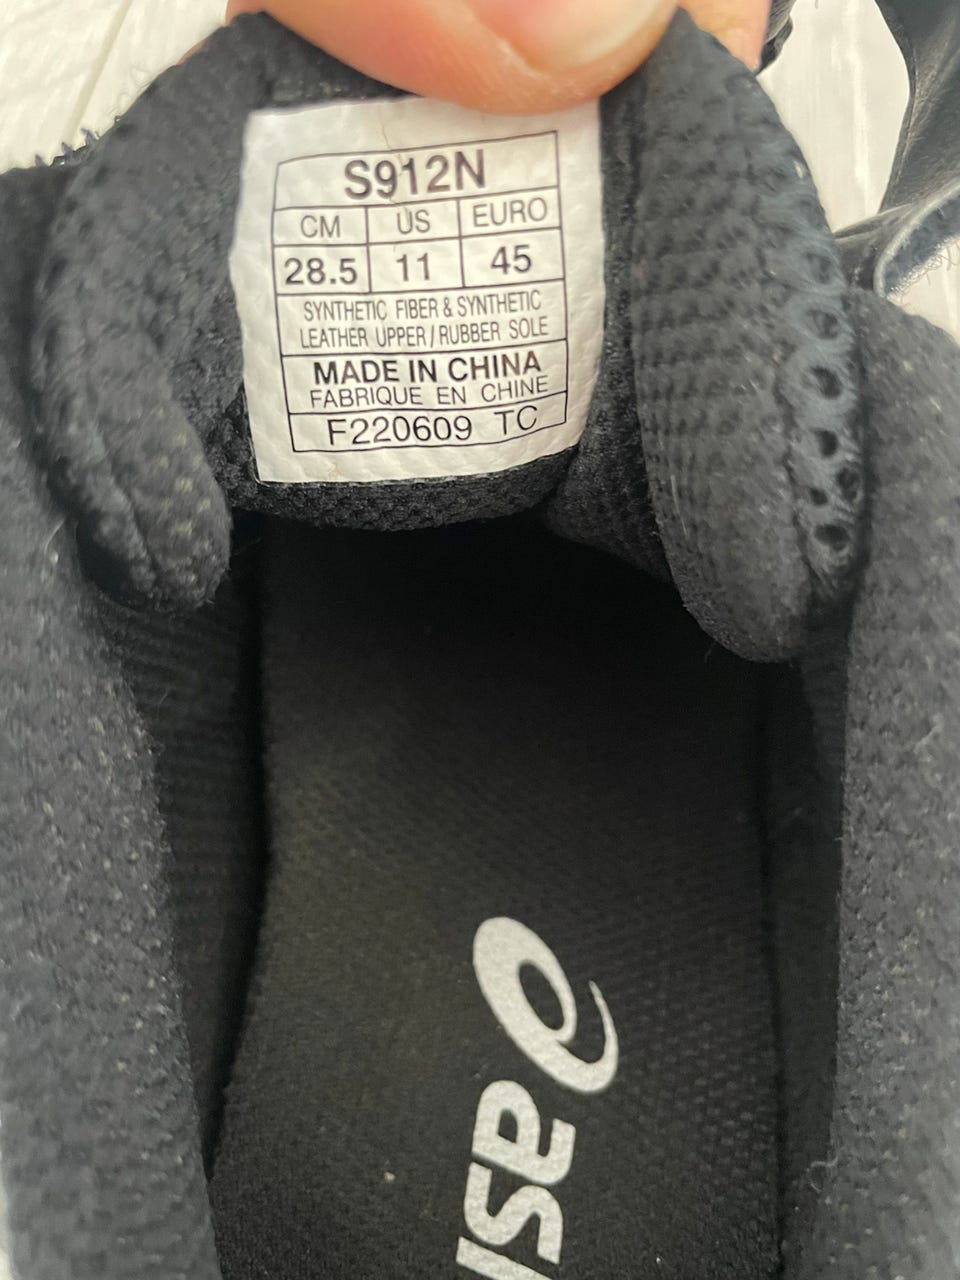 S912N
CM US EURO
28.5 11 45
SYNTHETIC FIBER & SYNTHETIC
LEATHER UPPER / RUBBER SOLE
MADE IN CHINA
FABRIQUE EN CHINE
F220609 TC
asi